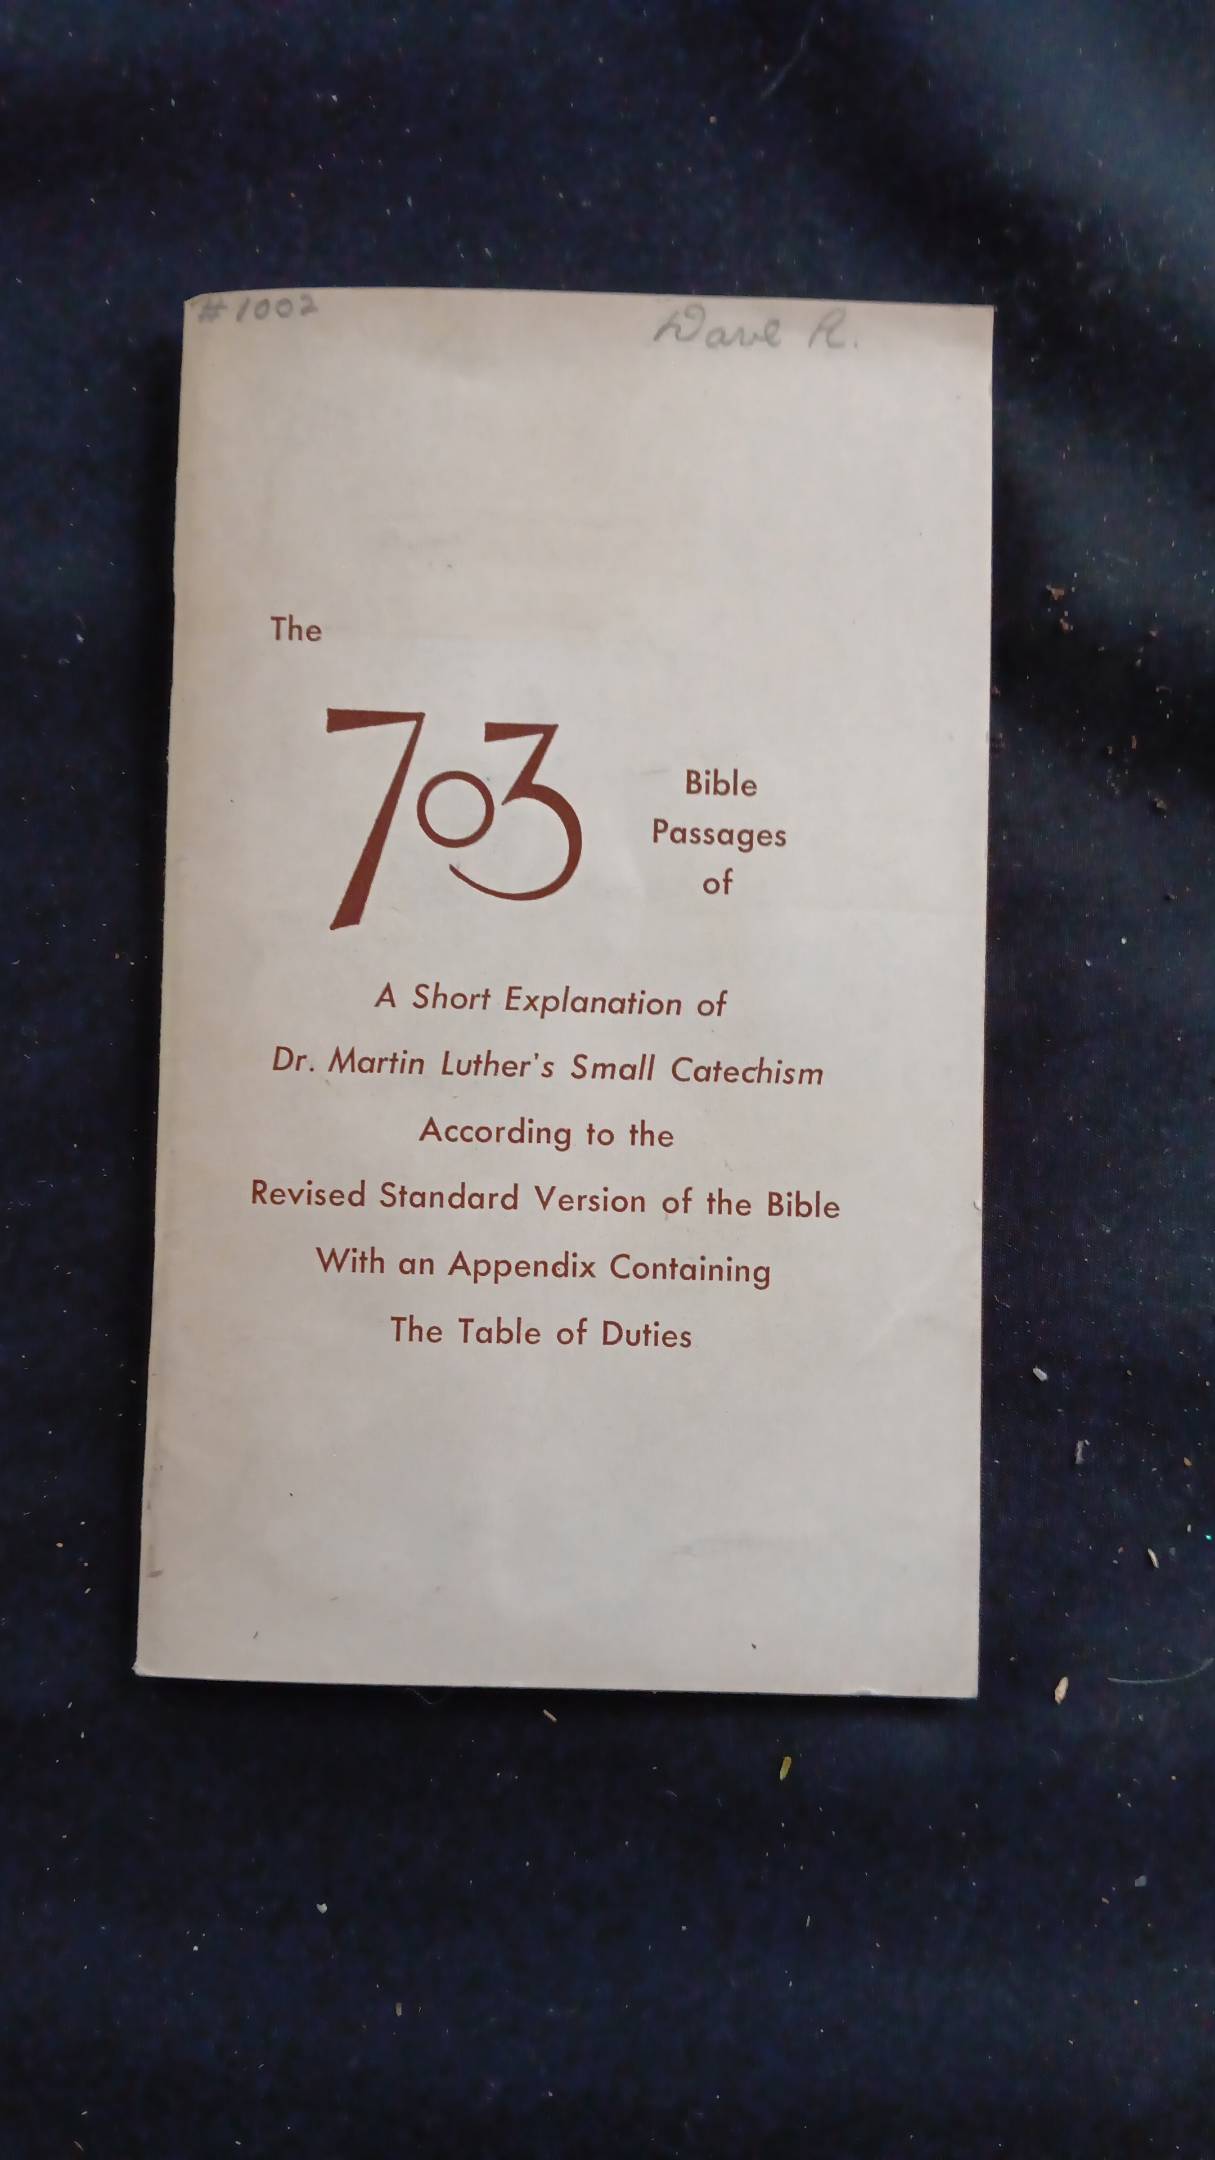 #1002 Dave R.
The
703
Bible
Passages
of
A Short Explanation of
Dr. Martin Luther's Small Catechism
According to the
Revised Standard Version of the Bible
With an Appendix Containing
The Table of Duties